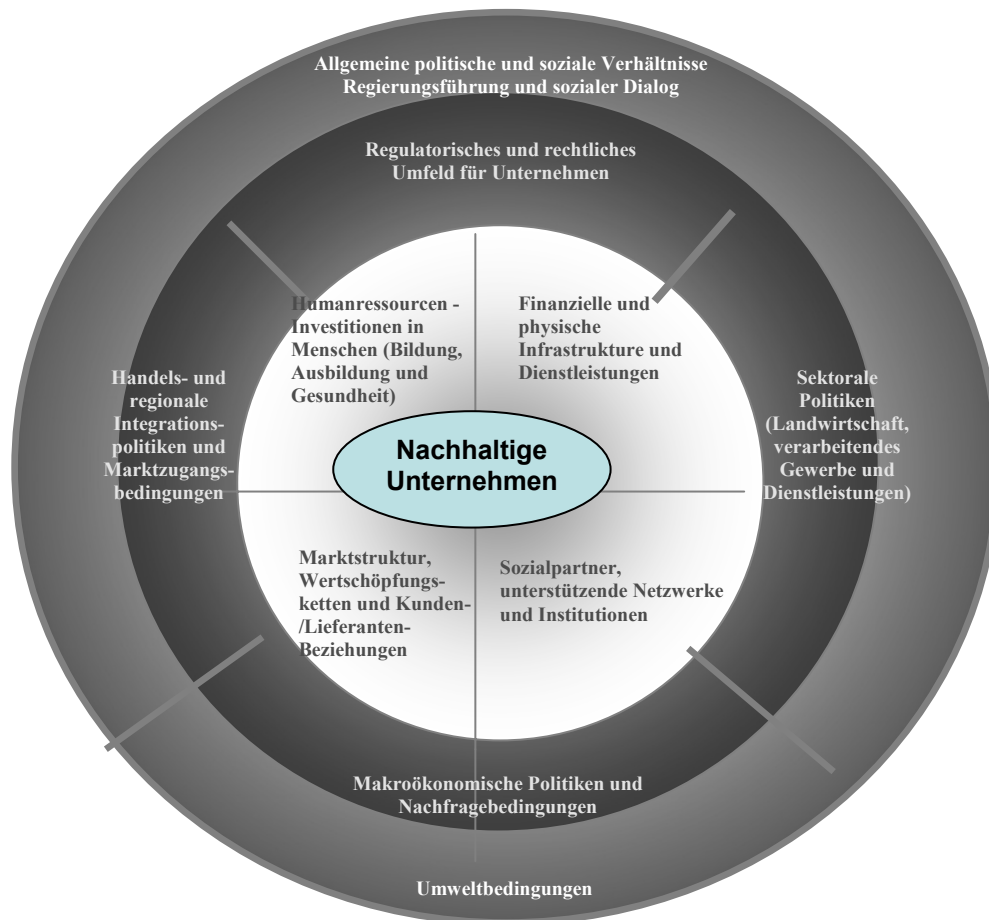 Allgemeine politische und soziale Verhältnisse
Regierungsführung und sozialer Dialog
Regulatorisches und rechtliches
Umfeld für Unternehmen
Humanressourcen -
Investitionen in
Menschen (Bildung,
Ausbildung und
Gesundheit)
Finanzielle und
physische
Infrastrukture und
Dienstleistungen
Handels- und
regionale
Integrations-
politiken und
Marktzugangs-
bedingungen
Sektorale
Politiken
(Landwirtschaft,
verarbeitendes
Gewerbe und
Dienstleistungen)
Nachhaltige
Unternehmen
Marktstruktur,
Wertschöpfungs-
ketten und Kunden-
/Lieferanten-
Beziehungen
Sozialpartner,
unterstützende Netzwerke
und Institutionen
Makroökonomische Politiken und
Nachfragebedingungen
Umweltbedingungen